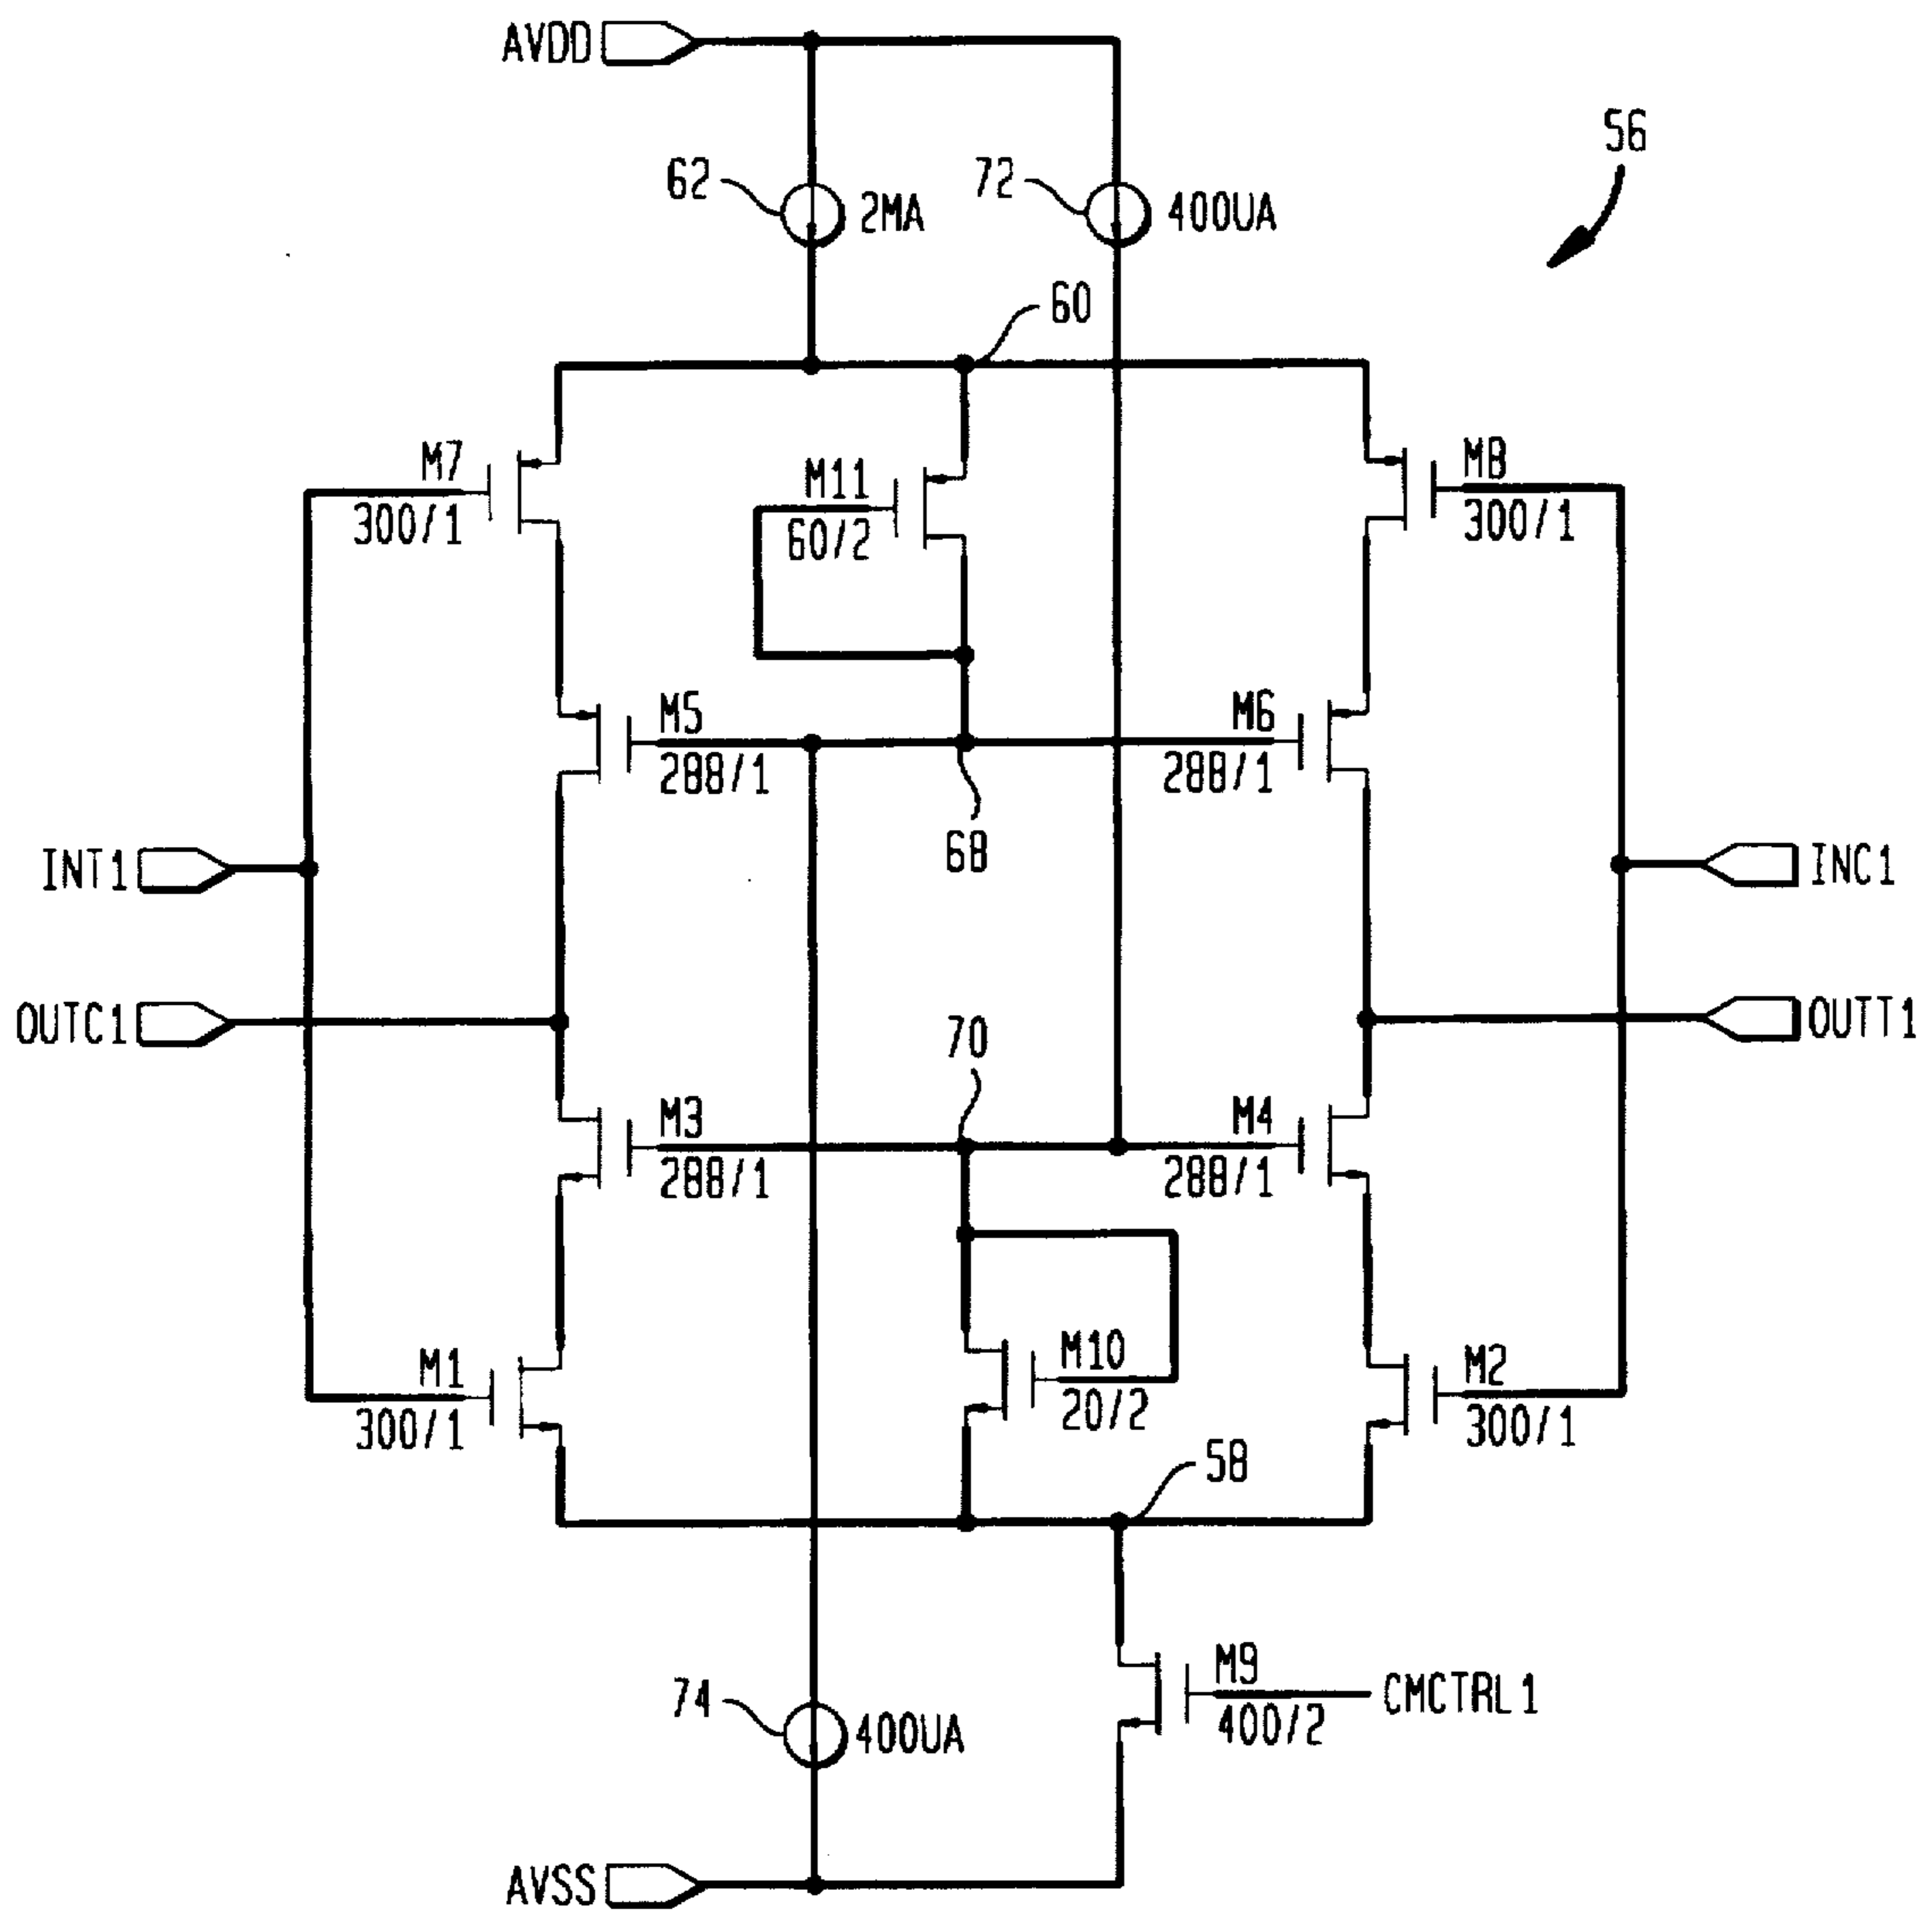 AVDD
56
62
2MA
72
400UA
60
M7
300/1
M11
60/2
M8
300/1
M5
288/1
M6
288/1
68
INT1
INC1
OUTC1
OUTT1
70
M3
288/1
M4
288/1
M1
300/1
M10
20/2
M2
300/1
58
74
400UA
M9
400/2
CMCTRL1
AVSS